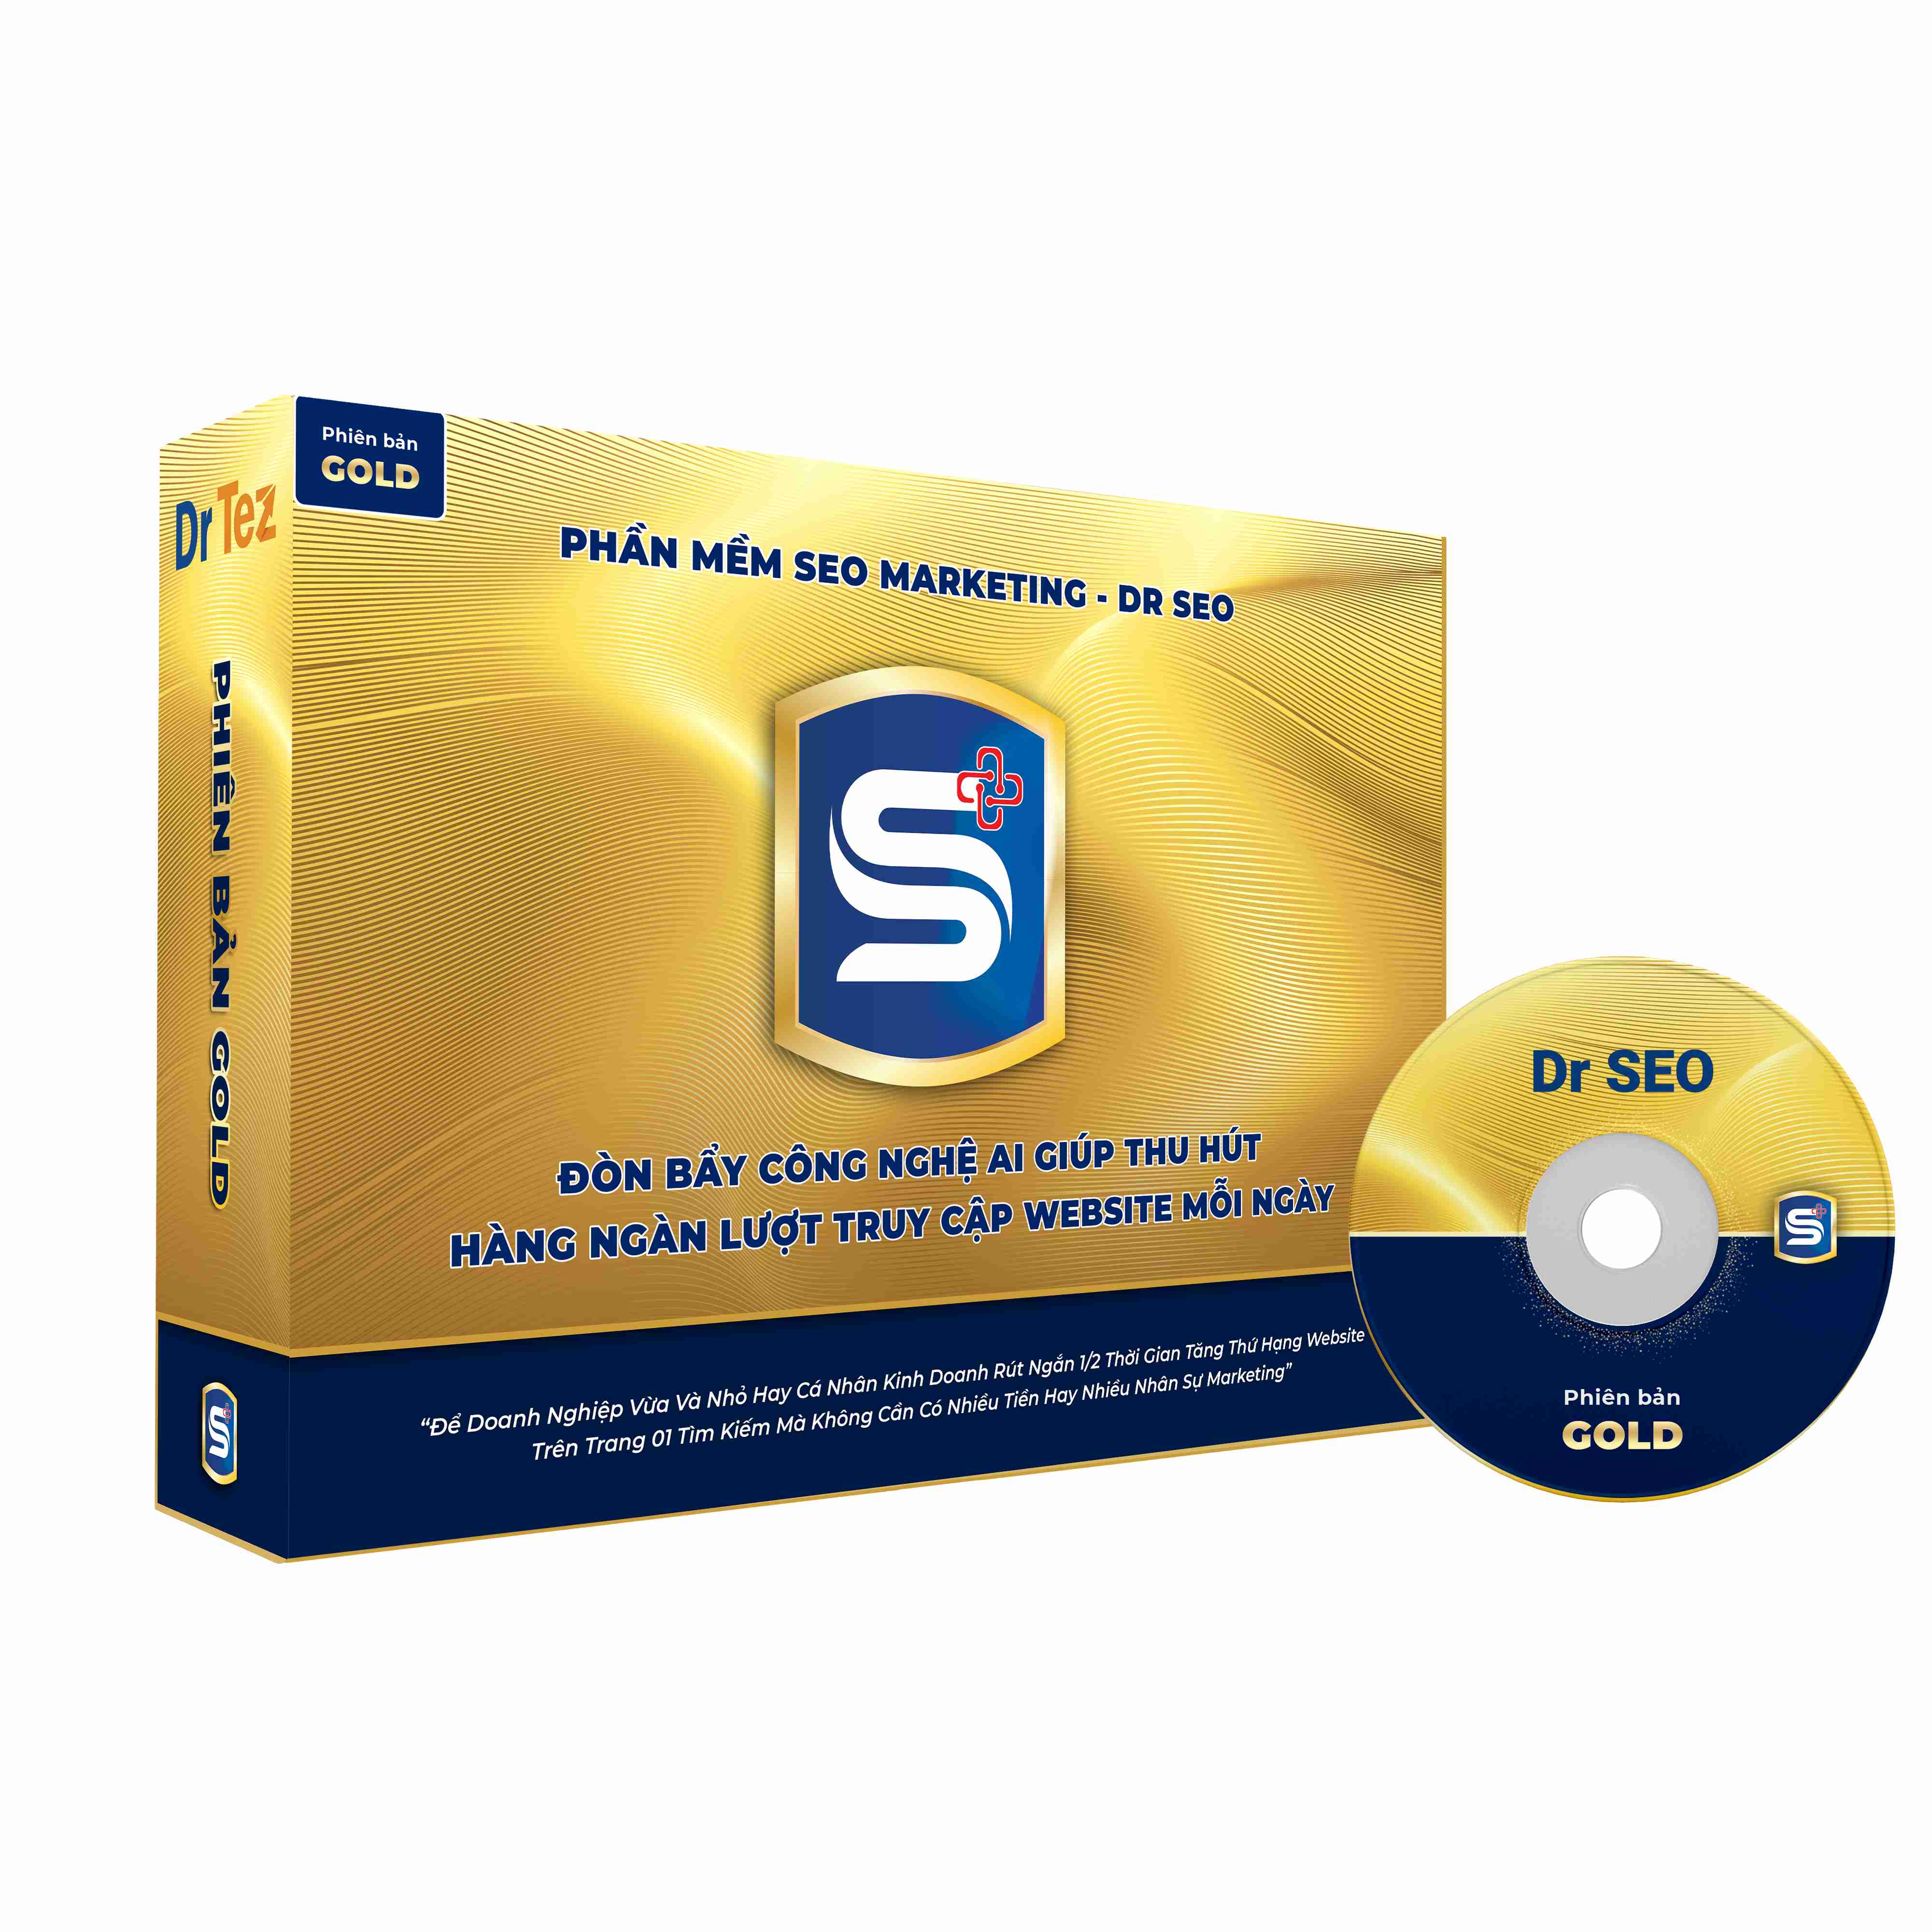 Phiên bản
GOLD
Dr Tez
PHIÊN BẢN GOLD
PHẦN MỀM SEO MARKETING - DR SEO
S
ĐÒN BẨY CÔNG NGHỆ AI GIÚP THU HÚT
HÀNG NGÀN LƯỢT TRUY CẬP WEBSITE MỖI NGÀY
“Để Doanh Nghiệp Vừa Và Nhỏ Hay Cá Nhân Kinh Doanh Rút Ngắn 1/2 Thời Gian Tăng Thứ Hạng Website
Trên Trang 01 Tìm Kiếm Mà Không Cần Có Nhiều Tiền Hay Nhiều Nhân Sự Marketing”
S
Dr SEO
S
Phiên bản
GOLD